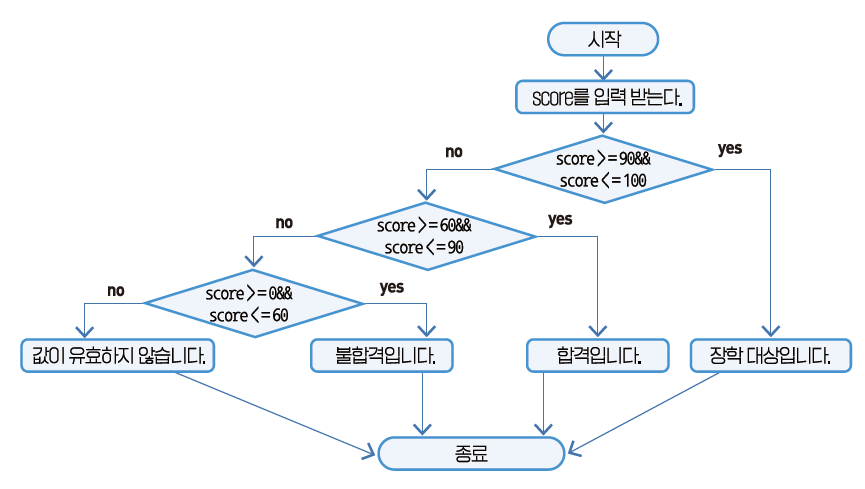 시작
score를 입력 받는다.
score>=90&&
score<=100
no
yes
score>=60&&
score<=90
no
yes
score>=0&&
score<=60
no
yes
값이 유효하지 않습니다.
불합격입니다.
합격입니다.
장학 대상입니다.
종료